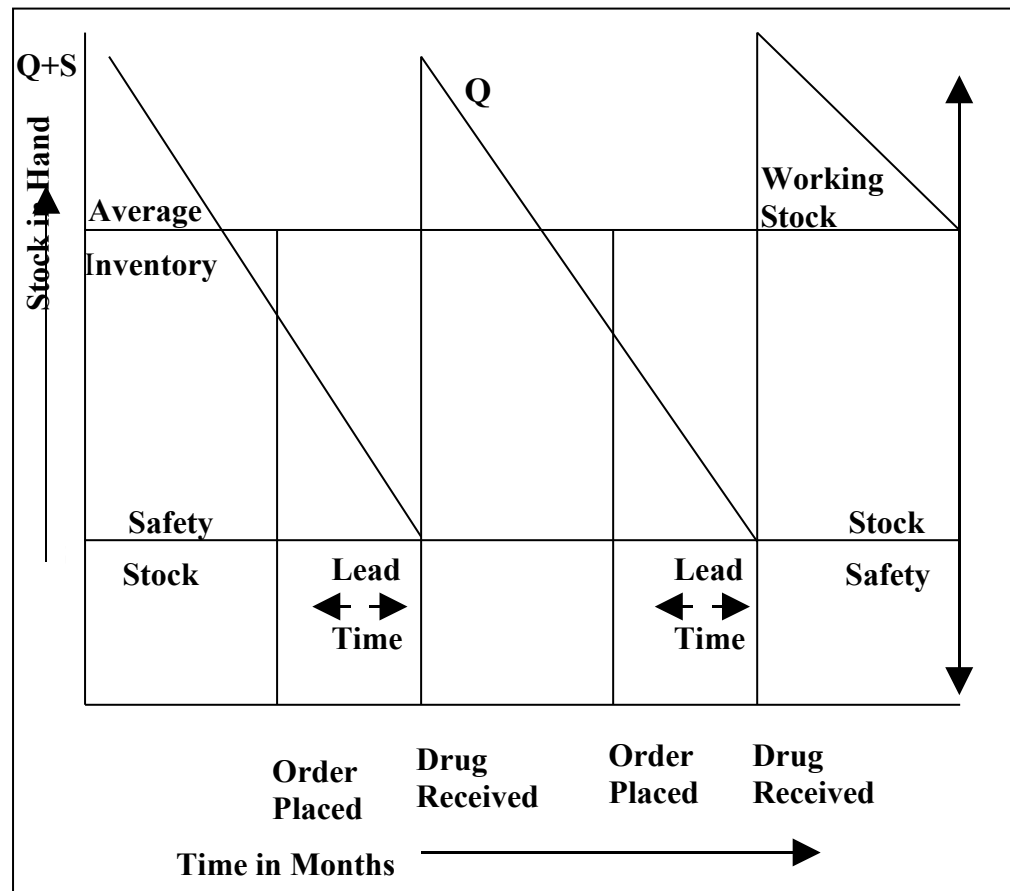 Q+S
Q
Stock in Hand
Working
Stock
Average
Inventory
Safety
Stock
Stock
Safety
Lead
Time
Lead
Time
Order
Placed
Drug
Received
Order
Placed
Drug
Received
Time in Months